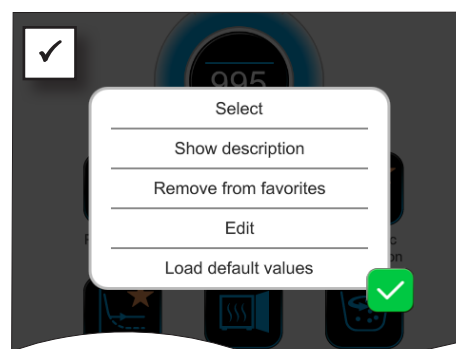 995
Select
Show description
Remove from favorites
Edit
Load default values